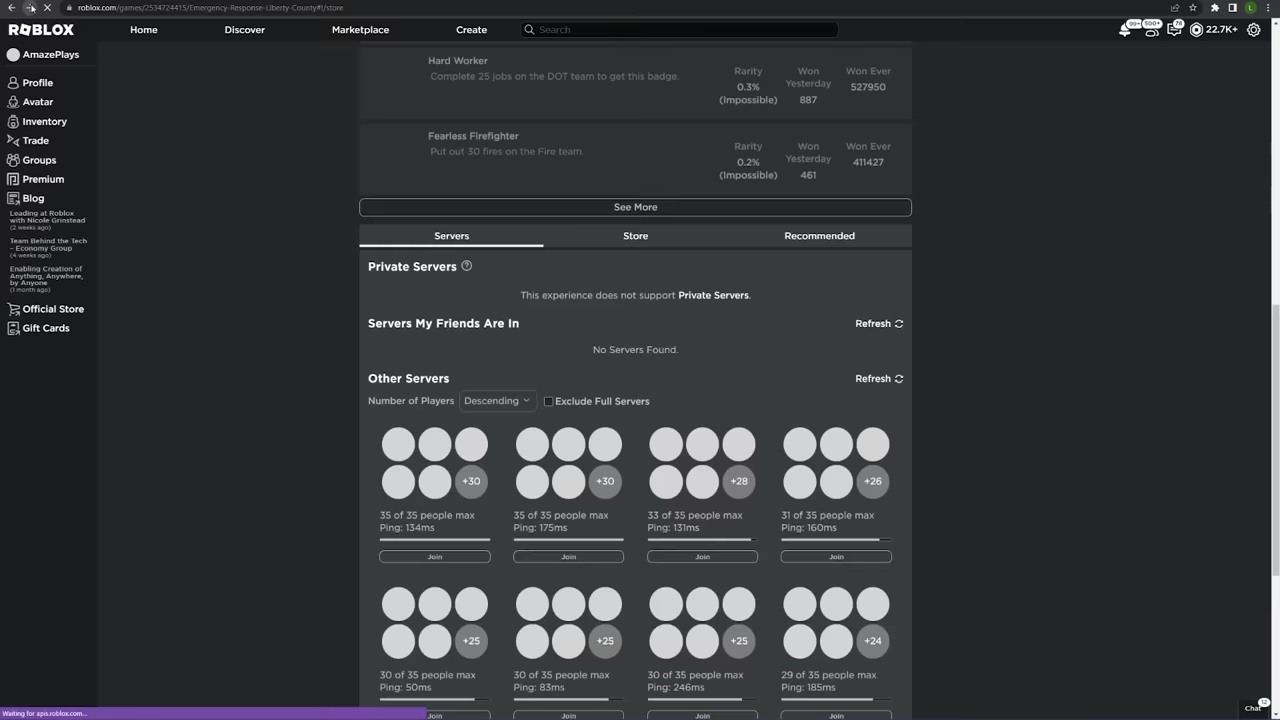 roblox.com/games/2534724415/Emergency-Response-Liberty-County#!/store
ROBLOX
Home
Discover
Marketplace
Create
Search
99+
500+
78
22.7K+
AmazePlays
Profile
Avatar
Inventory
Trade
Groups
Premium
Blog
Leading at Roblox
with Nicole Grinstead
(2 weeks ago)
Team Behind the Tech
– Economy Group
(4 weeks ago)
Enabling Creation of
Anything, Anywhere,
by Anyone
(1 month ago)
Official Store
Gift Cards
Hard Worker
Complete 25 jobs on the DOT team to get this badge.
Rarity
0.3%
(Impossible)
Won
Yesterday
887
Won Ever
527950
Fearless Firefighter
Put out 30 fires on the Fire team.
Rarity
0.2%
(Impossible)
Won
Yesterday
461
Won Ever
411427
See More
Servers
Store
Recommended
Private Servers
This experience does not support Private Servers.
Servers My Friends Are In
Refresh
No Servers Found.
Other Servers
Refresh
Number of Players
Descending
Exclude Full Servers
+30
+30
+28
+26
35 of 35 people max
Ping: 134ms
Join
35 of 35 people max
Ping: 175ms
Join
33 of 35 people max
Ping: 131ms
Join
31 of 35 people max
Ping: 160ms
Join
+25
+25
+25
+24
30 of 35 people max
Ping: 50ms
Join
30 of 35 people max
Ping: 83ms
Join
30 of 35 people max
Ping: 246ms
Join
29 of 35 people max
Ping: 185ms
Join
Waiting for apis.roblox.com...
Chat
12
L